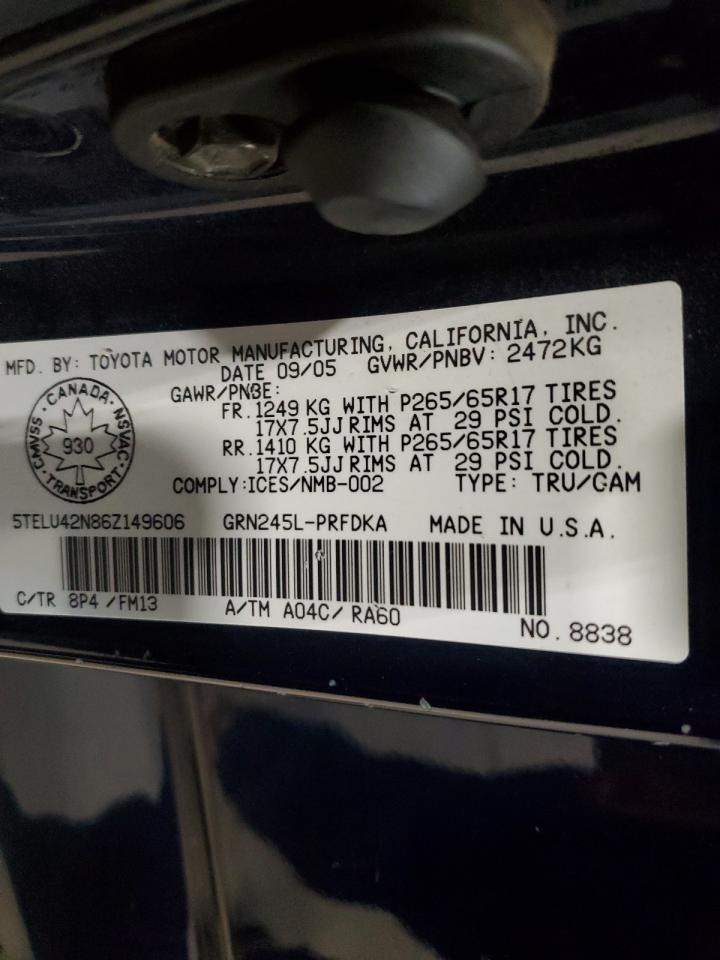 MFD. BY: TOYOTA MOTOR MANUFACTURING, CALIFORNIA, INC.
DATE 09/05 GVWR/PNBV: 2472KG
GAWR/PNBE:
FR. 1249 KG WITH P265/65R17 TIRES
17X7.5JJ RIMS AT 29 PSI COLD.
RR. 1410 KG WITH P265/65R17 TIRES
17X7.5JJ RIMS AT 29 PSI COLD.
CANADA · NSVAC · TRANSPORT · CMVSS
930
COMPLY: ICES/NMB-002 TYPE: TRU/CAM
5TELU42N86Z149606 GRN245L-PRFDKA MADE IN U.S.A.
C/TR 8P4 /FM13 A/TM A04C/ RA60 NO. 8838